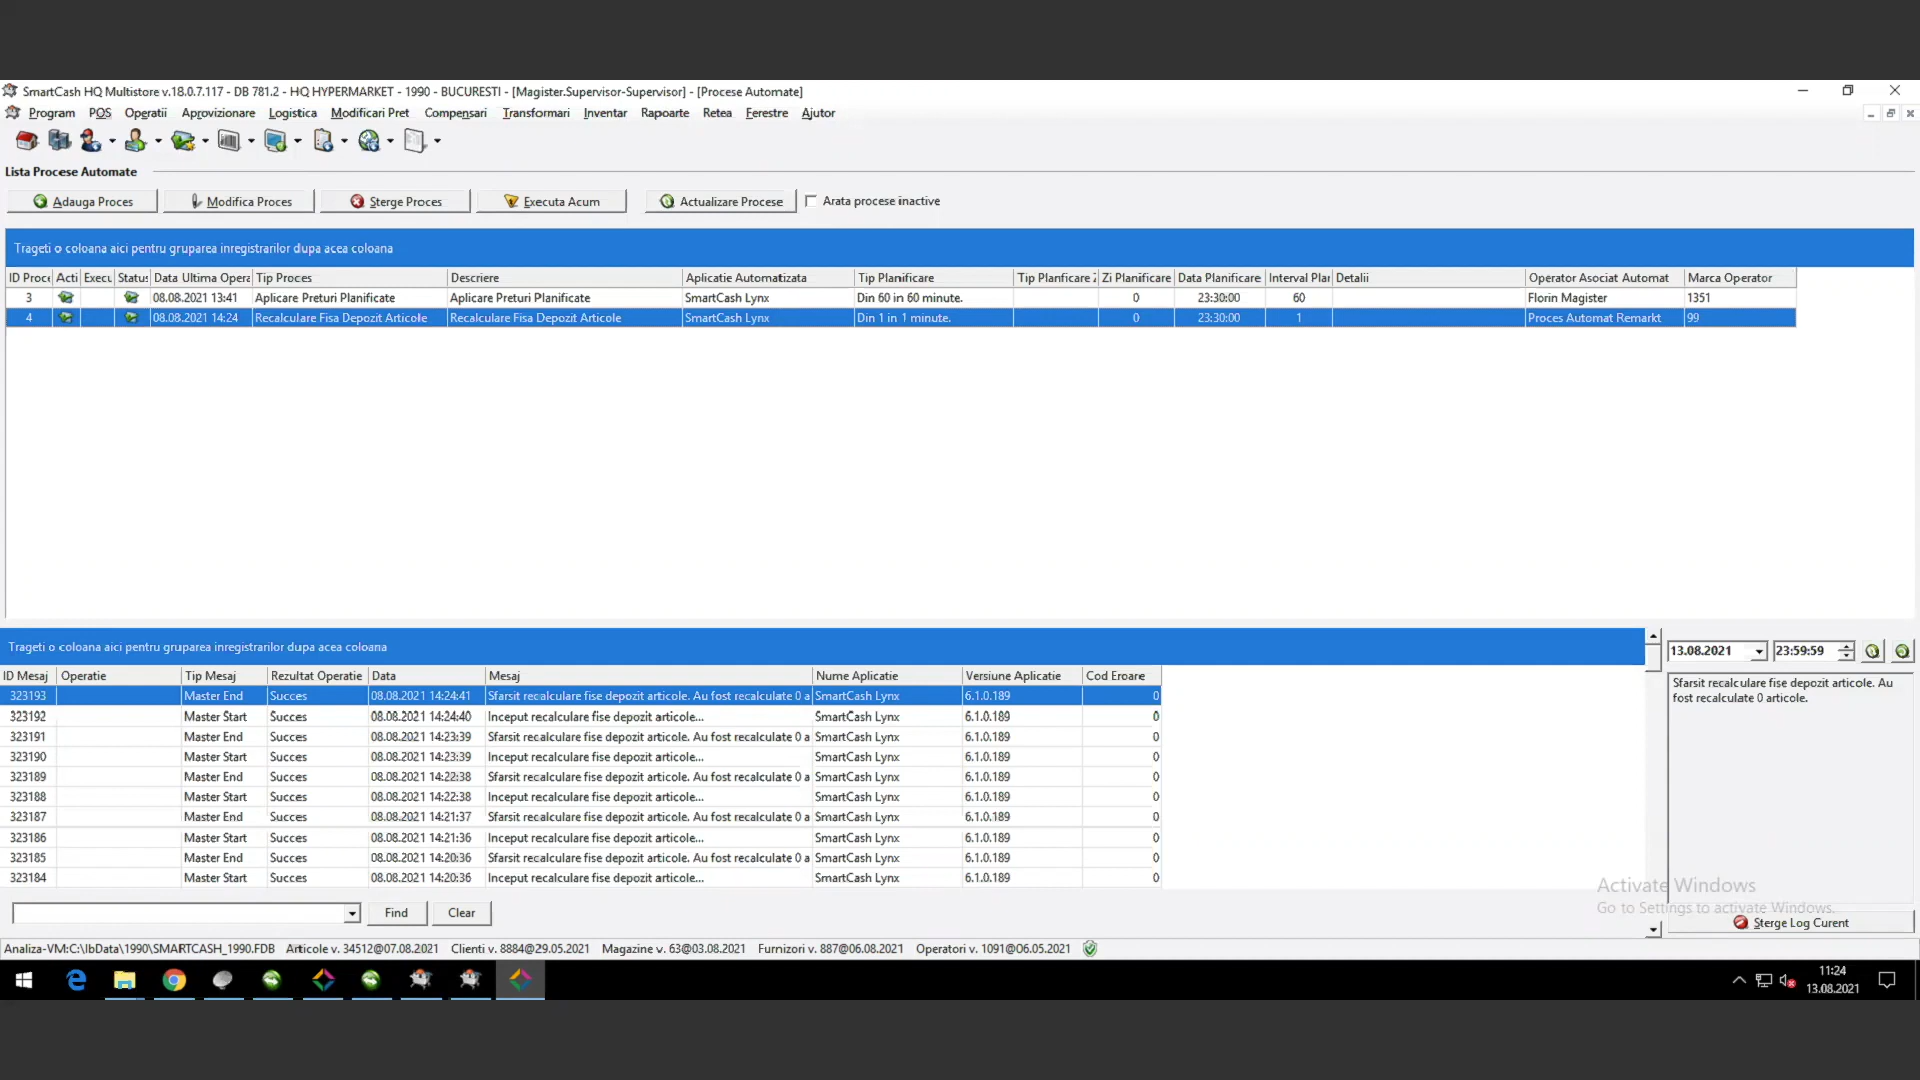 SmartCash HQ Multistore v.18.0.7.117 - DB 781.2 - HQ HYPERMARKET - 1990 - BUCURESTI - [Magister.Supervisor-Supervisor] - [Procese Automate]
Program POS Operatii Aprovizionare Logistica Modificari Pret Compensari Transformari Inventar Rapoarte Retea Ferestre Ajutor
Lista Procese Automate
Adauga Proces Modifica Proces Sterge Proces Executa Acum Actualizare Procese Arata procese inactive
Trageti o coloana aici pentru gruparea inregistrarilor dupa acea coloana
ID Proce Acti Execu Status Data Ultima Opera Tip Proces Descriere Aplicatie Automatizata Tip Planificare Tip Planficare Z Zi Planificare Data Planificare Interval Plan Detalii Operator Asociat Automat Marca Operator
3 08.08.2021 13:41 Aplicare Preturi Planificate Aplicare Preturi Planificate SmartCash Lynx Din 60 in 60 minute. 0 23:30:00 60 Florin Magister 1351
4 08.08.2021 14:24 Recalculare Fisa Depozit Articole Recalculare Fisa Depozit Articole SmartCash Lynx Din 1 in 1 minute. 0 23:30:00 1 Proces Automat Remarkt 99
Trageti o coloana aici pentru gruparea inregistrarilor dupa acea coloana
13.08.2021 23:59:59
ID Mesaj Operatie Tip Mesaj Rezultat Operatie Data Mesaj Nume Aplicatie Versiune Aplicatie Cod Eroare
323193 Master End Succes 08.08.2021 14:24:41 Sfarsit recalculare fise depozit articole. Au fost recalculate 0 a SmartCash Lynx 6.1.0.189 0
323192 Master Start Succes 08.08.2021 14:24:40 Inceput recalculare fise depozit articole... SmartCash Lynx 6.1.0.189 0
323191 Master End Succes 08.08.2021 14:23:39 Sfarsit recalculare fise depozit articole. Au fost recalculate 0 a SmartCash Lynx 6.1.0.189 0
323190 Master Start Succes 08.08.2021 14:23:39 Inceput recalculare fise depozit articole... SmartCash Lynx 6.1.0.189 0
323189 Master End Succes 08.08.2021 14:22:38 Sfarsit recalculare fise depozit articole. Au fost recalculate 0 a SmartCash Lynx 6.1.0.189 0
323188 Master Start Succes 08.08.2021 14:22:38 Inceput recalculare fise depozit articole... SmartCash Lynx 6.1.0.189 0
323187 Master End Succes 08.08.2021 14:21:37 Sfarsit recalculare fise depozit articole. Au fost recalculate 0 a SmartCash Lynx 6.1.0.189 0
323186 Master Start Succes 08.08.2021 14:21:36 Inceput recalculare fise depozit articole... SmartCash Lynx 6.1.0.189 0
323185 Master End Succes 08.08.2021 14:20:36 Sfarsit recalculare fise depozit articole. Au fost recalculate 0 a SmartCash Lynx 6.1.0.189 0
323184 Master Start Succes 08.08.2021 14:20:36 Inceput recalculare fise depozit articole... SmartCash Lynx 6.1.0.189 0
Sfarsit recalculare fise depozit articole. Au
fost recalculate 0 articole.
Activate Windows
Go to Settings to activate Windows.
Find Clear
Sterge Log Curent
Analiza-VM:C:\IbData\1990\SMARTCASH_1990.FDB Articole v. 34512@07.08.2021 Clienti v. 8884@29.05.2021 Magazine v. 63@03.08.2021 Furnizori v. 887@06.08.2021 Operatori v. 1091@06.05.2021
11:24
13.08.2021